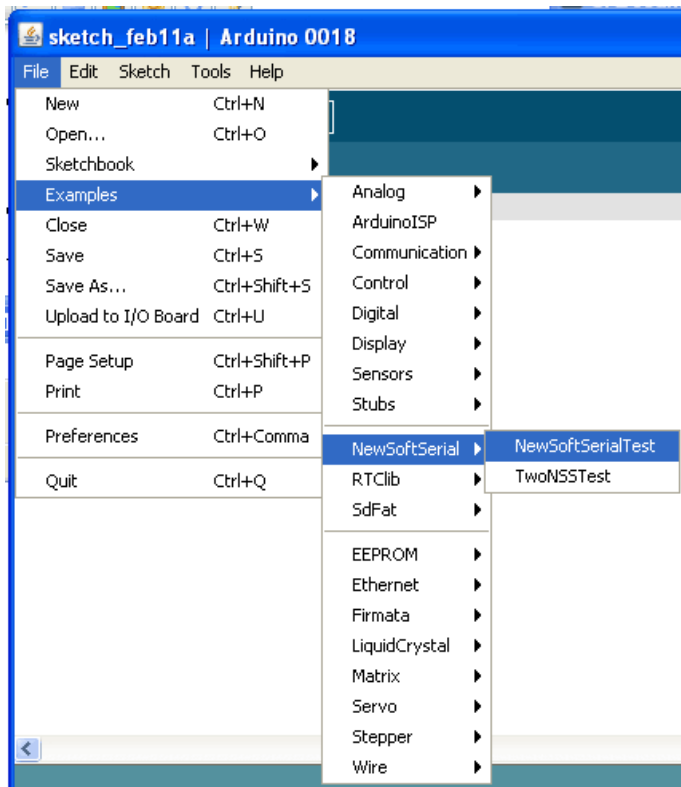 sketch_feb11a | Arduino 0018
File Edit Sketch Tools Help
New Ctrl+N
Open... Ctrl+O
Sketchbook
Examples
Close Ctrl+W
Save Ctrl+S
Save As... Ctrl+Shift+S
Upload to I/O Board Ctrl+U
Page Setup Ctrl+Shift+P
Print Ctrl+P
Preferences Ctrl+Comma
Quit Ctrl+Q
Analog
ArduinoISP
Communication
Control
Digital
Display
Sensors
Stubs
NewSoftSerial
RTClib
SdFat
EEPROM
Ethernet
Firmata
LiquidCrystal
Matrix
Servo
Stepper
Wire
NewSoftSerialTest
TwoNSSTest